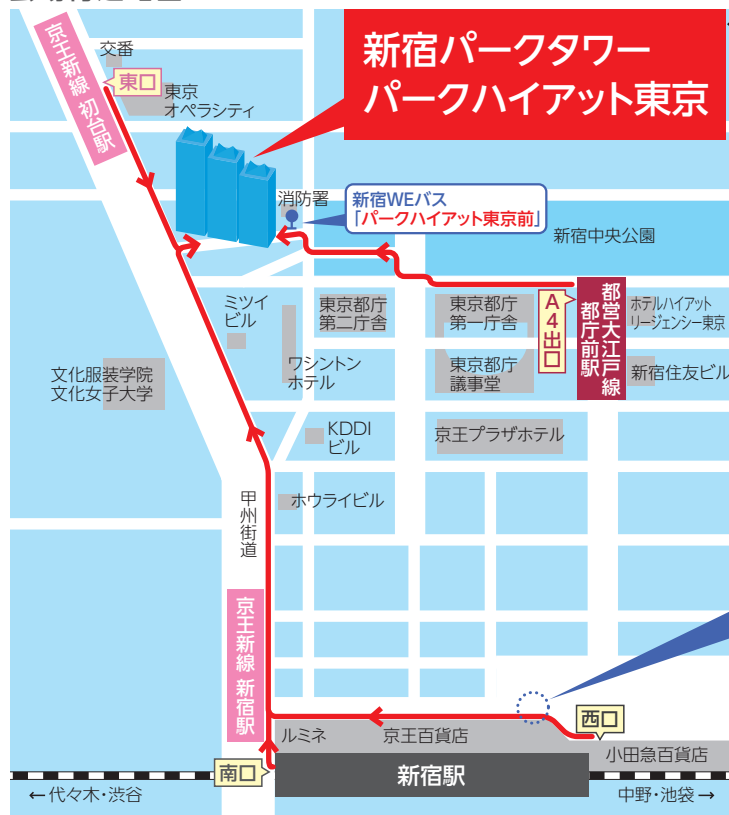 新宿パークタワー
パークハイアット東京
京王新線 初台駅
交番
東口
東京
オペラシティ
消防署
新宿WEバス
「パークハイアット東京前」
新宿中央公園
ミツイ
ビル
東京都庁
第二庁舎
東京都庁
第一庁舎
A4出口
都営大江戸線
都庁前駅
ホテルハイアット
リージェンシー東京
文化服装学院
文化女子大学
ワシントン
ホテル
東京都庁
議事堂
新宿住友ビル
KDDI
ビル
京王プラザホテル
甲州街道
ホウライビル
京王新線 新宿駅
西口
ルミネ
京王百貨店
小田急百貨店
南口
新宿駅
←代々木・渋谷
中野・池袋→